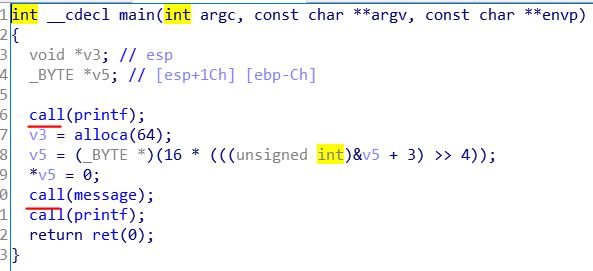 1 int __cdecl main(int argc, const char **argv, const char **envp)
2 {
3 void *v3; // esp
4 _BYTE *v5; // [esp+1Ch] [ebp-Ch]
5
6 call(printf);
7 v3 = alloca(64);
8 v5 = (_BYTE *)(16 * (((unsigned int)&v5 + 3) >> 4));
9 *v5 = 0;
0 call(message);
1 call(printf);
2 return ret(0);
3 }